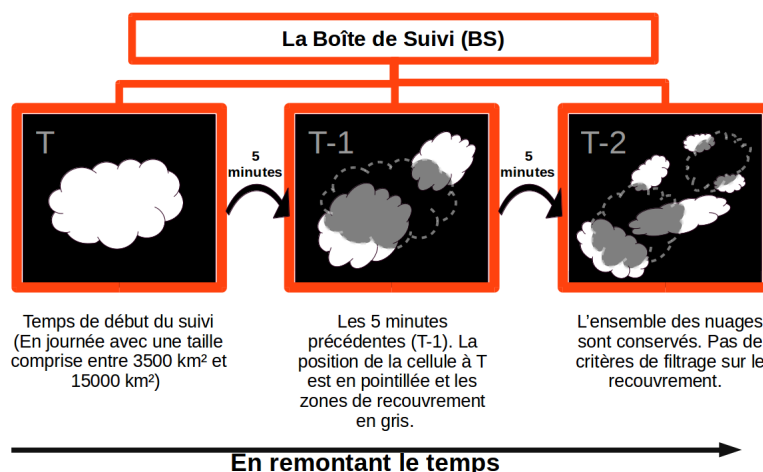 La Boîte de Suivi (BS)
T
5
minutes
T-1
5
minutes
T-2
Temps de début du suivi
(En journée avec une taille
comprise entre 3500 km² et
15000 km²)
Les 5 minutes
précédentes (T-1). La
position de la cellule à T
est en pointillée et les
zones de recouvrement
en gris.
L'ensemble des nuages
sont conservés. Pas de
critères de filtrage sur le
recouvrement.
En remontant le temps